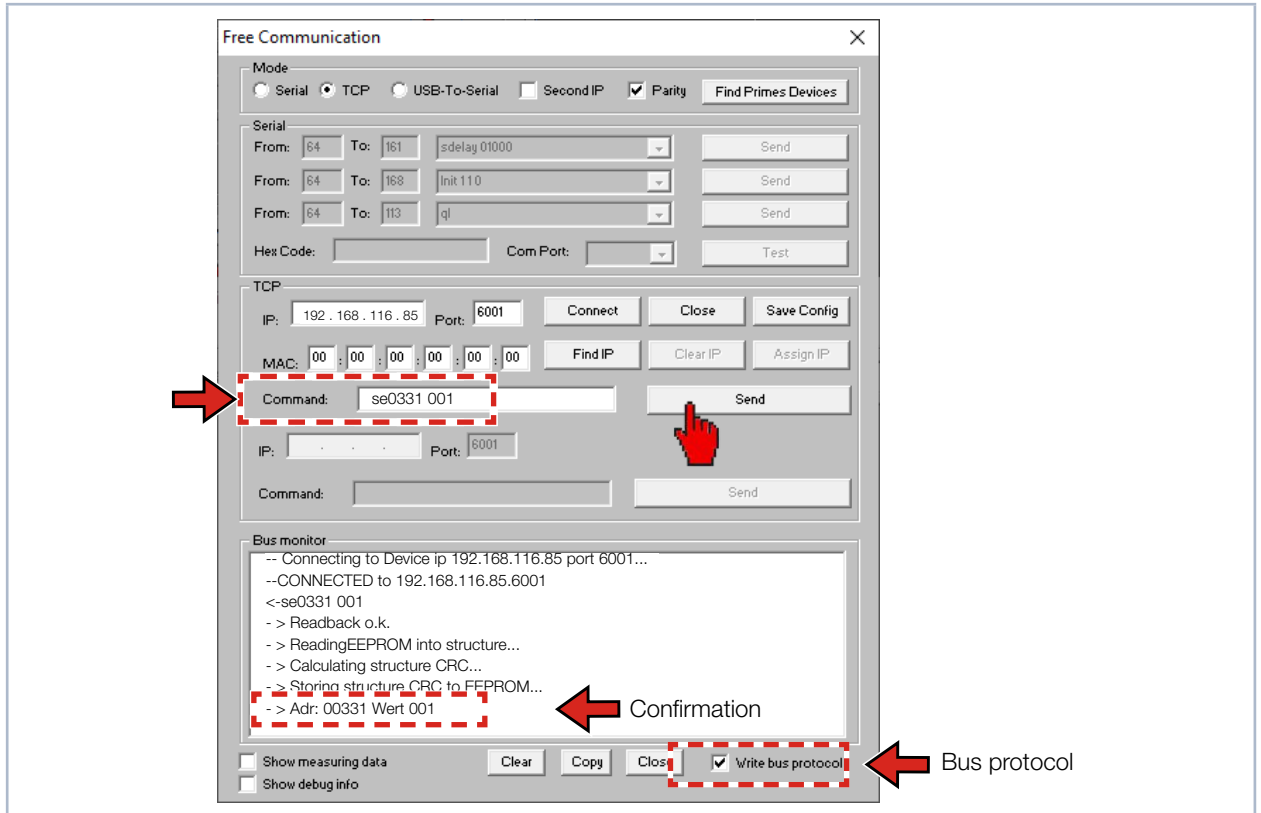 Free Communication
Mode
Serial TCP USB-To-Serial Second IP Parity Find Primes Devices
Serial
From: 64 To: 161 sdelay 01000 Send
From: 64 To: 168 Init 110 Send
From: 64 To: 113 ql Send
Hex Code: Com Port: Test
TCP
IP: 192 . 168 . 116 . 85 Port: 6001 Connect Close Save Config
MAC: 00 : 00 : 00 : 00 : 00 : 00 Find IP Clear IP Assign IP
Command: se0331 001 Send
IP: . . . Port: 6001
Command: Send
Bus monitor
-- Connecting to Device ip 192.168.116.85 port 6001...
--CONNECTED to 192.168.116.85.6001
<-se0331 001
- > Readback o.k.
- > ReadingEEPROM into structure...
- > Calculating structure CRC...
- > Storing structure CRC to EEPROM...
- > Adr: 00331 Wert 001 Confirmation
Show measuring data Clear Copy Close Write bus protocol Bus protocol
Show debug info